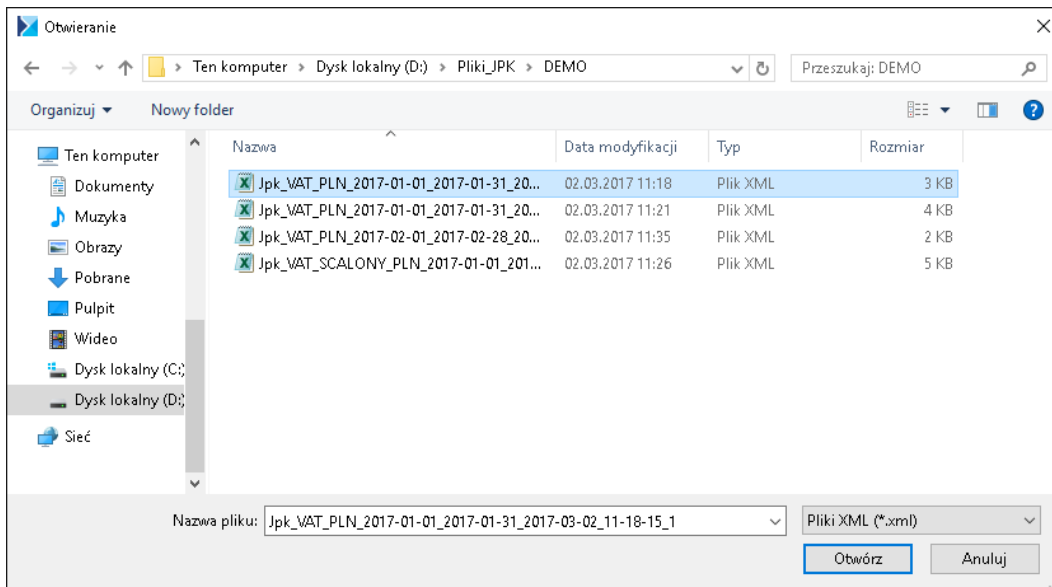 Otwieranie
Ten komputer > Dysk lokalny (D:) > Pliki_JPK > DEMO
Przeszukaj: DEMO
Organizuj Nowy folder
Nazwa Data modyfikacji Typ Rozmiar
Ten komputer
Dokumenty
Muzyka
Obrazy
Pobrane
Pulpit
Wideo
Dysk lokalny (C:)
Dysk lokalny (D:)
Sieć
Jpk_VAT_PLN_2017-01-01_2017-01-31_20... 02.03.2017 11:18 Plik XML 3 KB
Jpk_VAT_PLN_2017-01-01_2017-01-31_20... 02.03.2017 11:21 Plik XML 4 KB
Jpk_VAT_PLN_2017-02-01_2017-02-28_20... 02.03.2017 11:35 Plik XML 2 KB
Jpk_VAT_SCALONY_PLN_2017-01-01_201... 02.03.2017 11:26 Plik XML 5 KB
Nazwa pliku: Jpk_VAT_PLN_2017-01-01_2017-01-31_2017-03-02_11-18-15_1
Pliki XML (*.xml)
Otwórz Anuluj